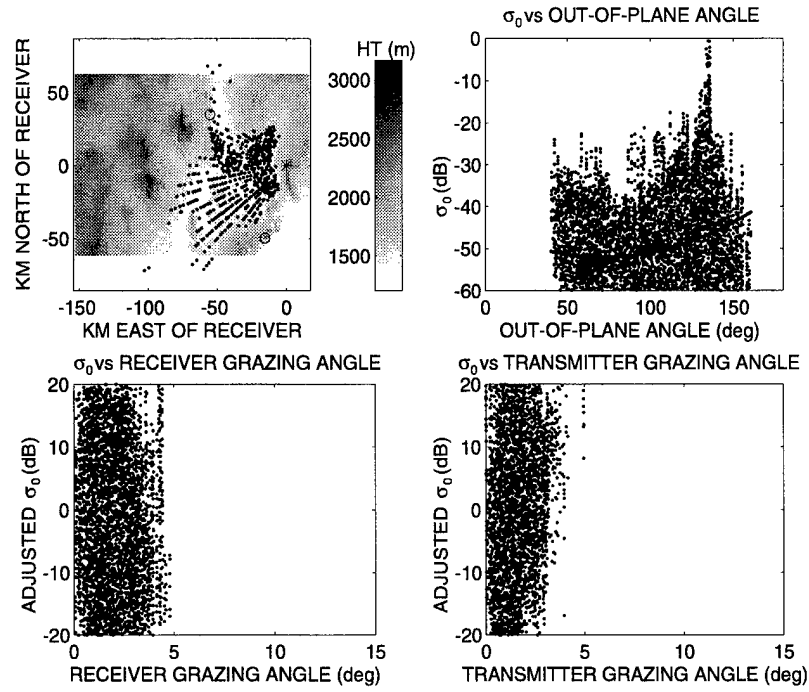 HT (m)
3000
2500
2000
1500
50
0
-50
KM NORTH OF RECEIVER
-150 -100 -50 0
KM EAST OF RECEIVER
σ0 vs OUT-OF-PLANE ANGLE
0
-10
-20
-30
-40
-50
-60
σ0 (dB)
0 50 100 150
OUT-OF-PLANE ANGLE (deg)
σ0 vs RECEIVER GRAZING ANGLE
20
10
0
-10
-20
ADJUSTED σ0 (dB)
0 5 10 15
RECEIVER GRAZING ANGLE (deg)
σ0 vs TRANSMITTER GRAZING ANGLE
20
10
0
-10
-20
ADJUSTED σ0 (dB)
0 5 10 15
TRANSMITTER GRAZING ANGLE (deg)